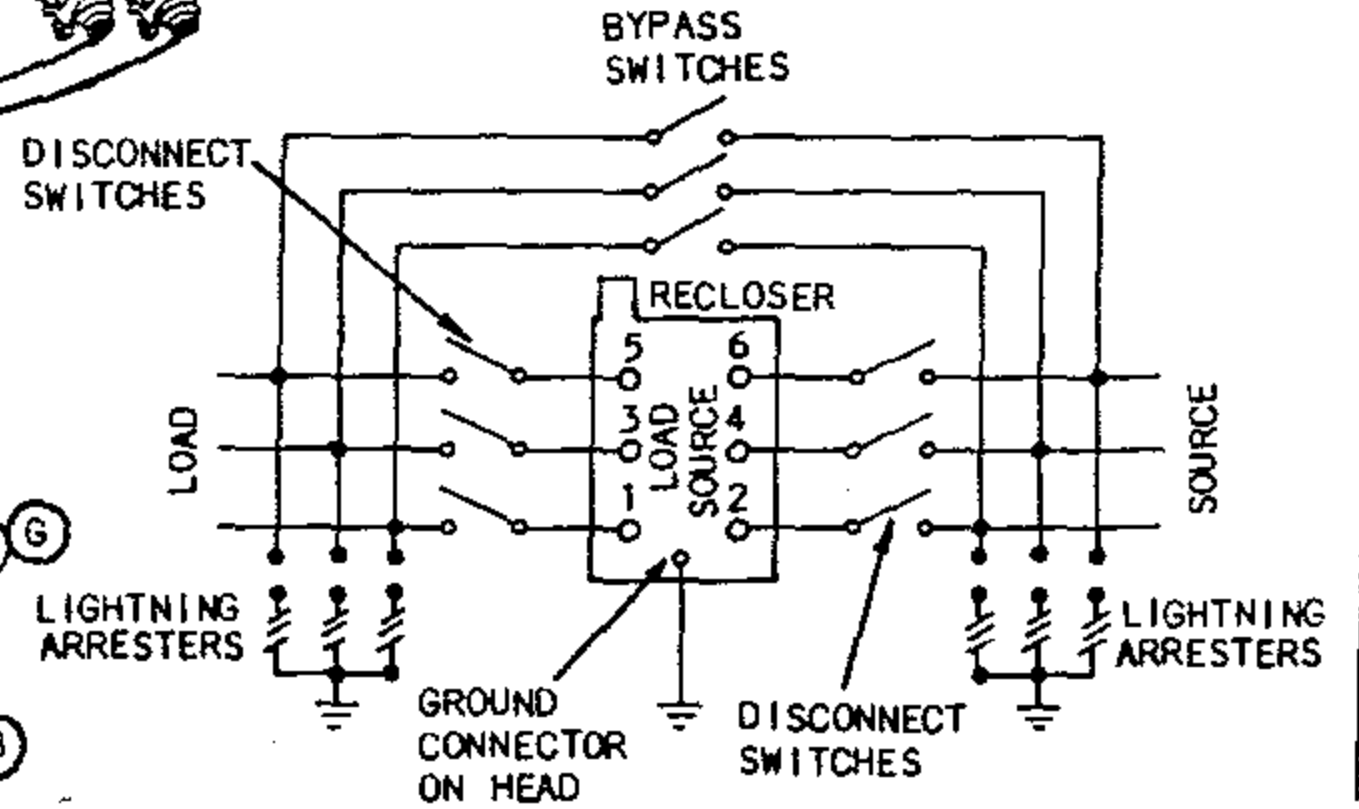 BYPASS
SWITCHES
DISCONNECT
SWITCHES
RECLOSER
5 6
3 4
1 2
LOAD
SOURCE
LOAD
SOURCE
G
LIGHTNING
ARRESTERS
LIGHTNING
ARRESTERS
GROUND
CONNECTOR
ON HEAD
DISCONNECT
SWITCHES